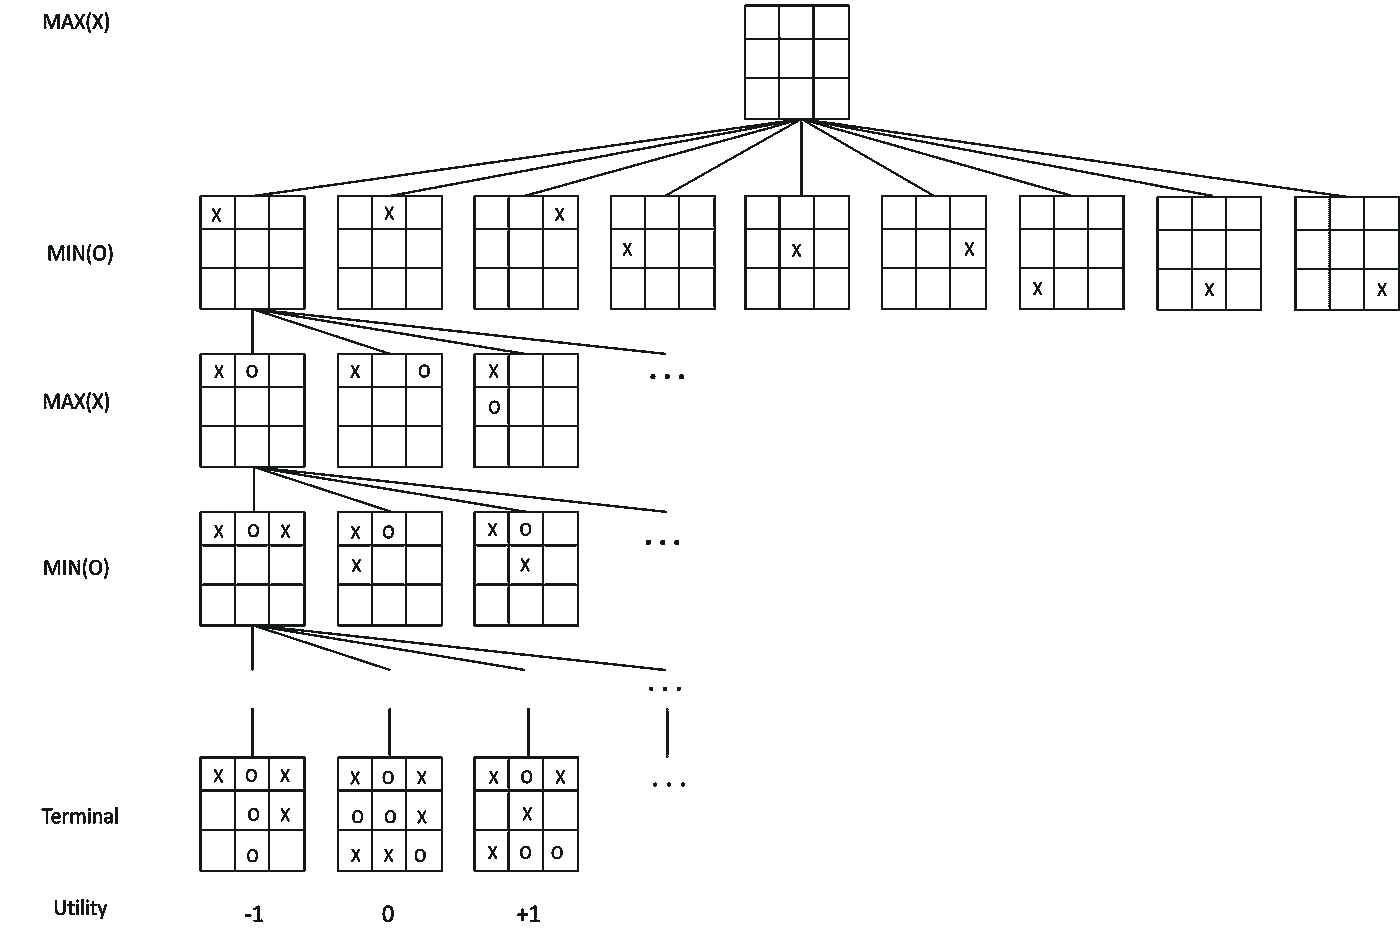 MAX(X)
X X X
MIN(O) X X X
X X X
X O X O X ...
MAX(X) O
X O X X O X O ...
MIN(O) X X
...
X O X X O X X O X ...
Terminal O X O O X X
O X X O X O O
Utility -1 0 +1